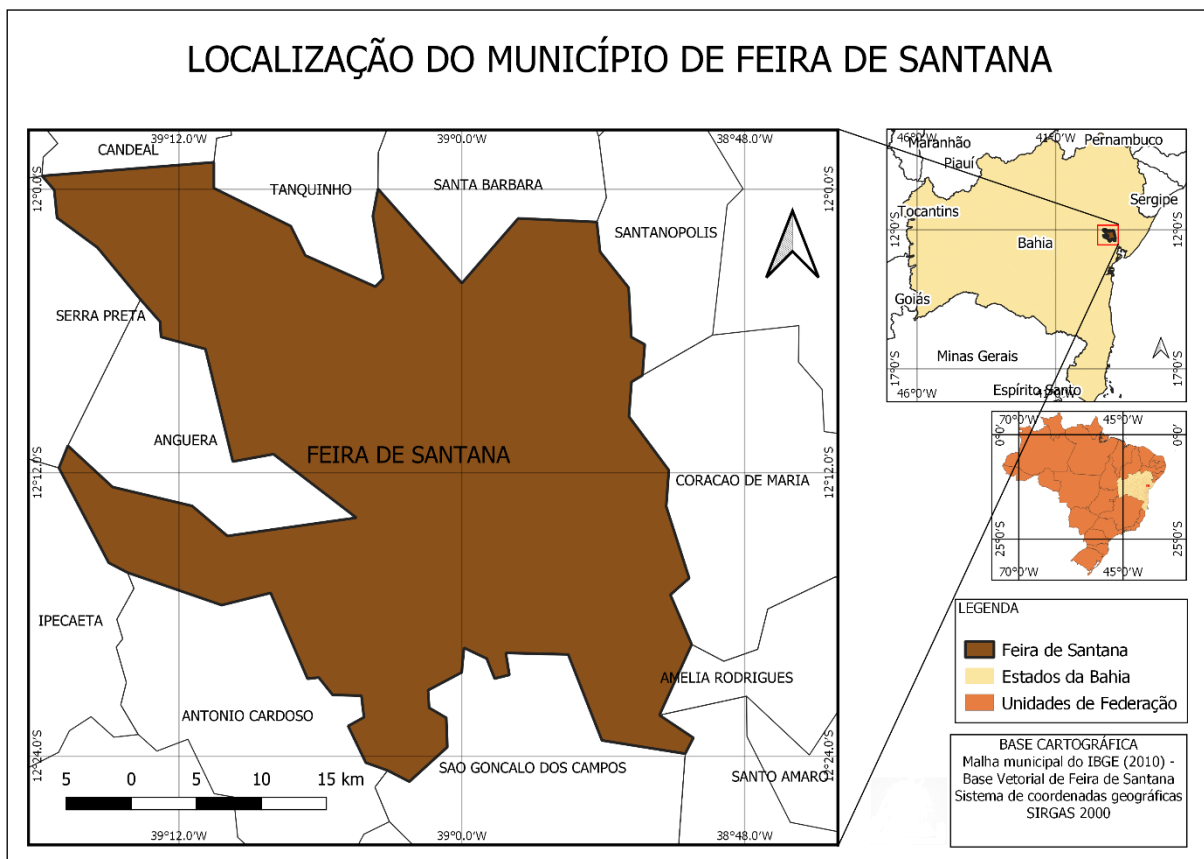 LOCALIZAÇÃO DO MUNICÍPIO DE FEIRA DE SANTANA
39°12.0'W 39°0.0'W 38°48.0'W
CANDEAL
TANQUINHO
SANTA BARBARA
SANTANOPOLIS
12°0.0'S 12°0.0'S
SERRA PRETA
ANGUERA
FEIRA DE SANTANA
12°12.0'S 12°12.0'S
CORACAO DE MARIA
IPECAETA
AMELIA RODRIGUES
ANTONIO CARDOSO
SAO GONCALO DOS CAMPOS
SANTO AMARO
12°24.0'S 12°24.0'S
5 0 5 10 15 km
39°12.0'W 39°0.0'W 38°48.0'W
46°0'W 41°0'W
Maranhão
Pernambuco
Piauí
Sergipe
Tocantins
12°0'S 12°0'S
Bahia
Goiás
Minas Gerais
17°0'S 17°0'S
Espírito Santo
46°0'W 41°0'W
70°0'W 45°0'W
0°0' 0°0'
25°0'S 25°0'S
70°0'W 45°0'W
LEGENDA
Feira de Santana
Estados da Bahia
Unidades de Federação
BASE CARTOGRÁFICA
Malha municipal do IBGE (2010) -
Base Vetorial de Feira de Santana
Sistema de coordenadas geográficas
SIRGAS 2000